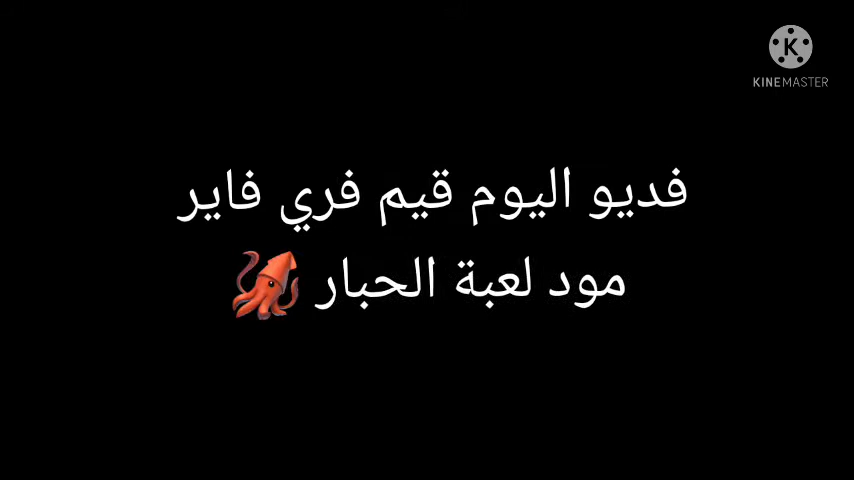 KINEMASTER
فديو اليوم قيم فري فاير
مود لعبة الحبار 🦑